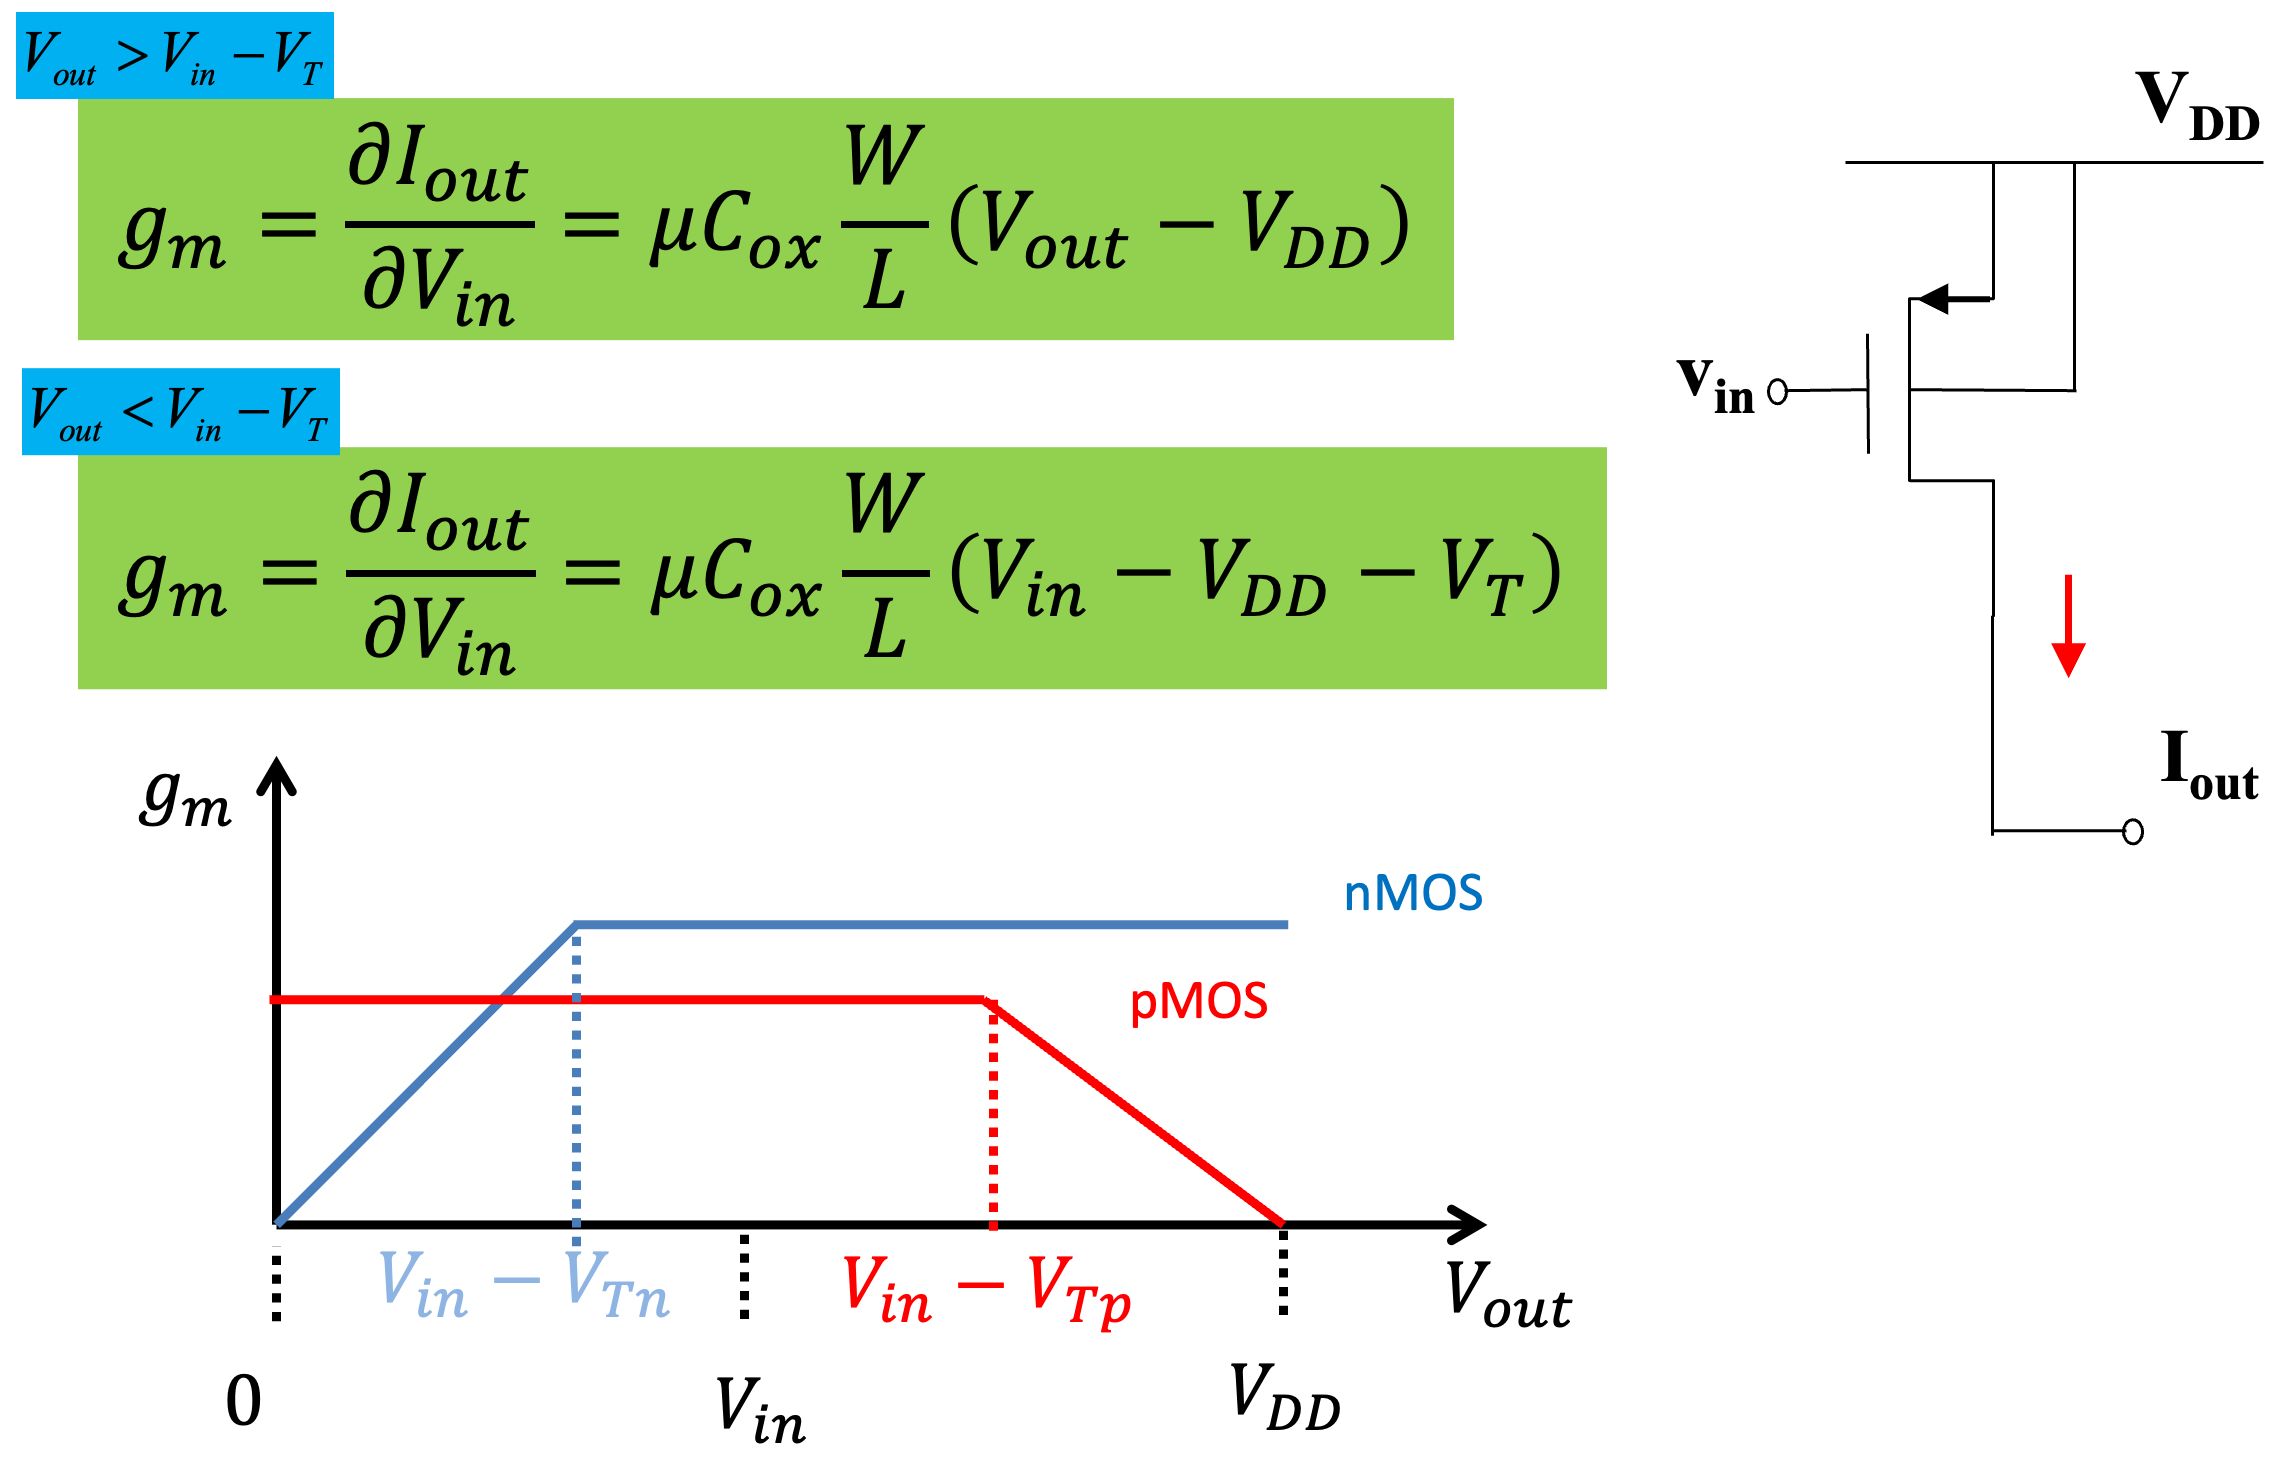 V_out > V_in − V_T
g_m = ∂I_out / ∂V_in = μC_ox W/L (V_out − V_DD)
V_out < V_in − V_T
g_m = ∂I_out / ∂V_in = μC_ox W/L (V_in − V_DD − V_T)
V_DD
v_in
I_out
g_m
nMOS
pMOS
V_in − V_Tn
V_in − V_Tp
V_out
0
V_in
V_DD